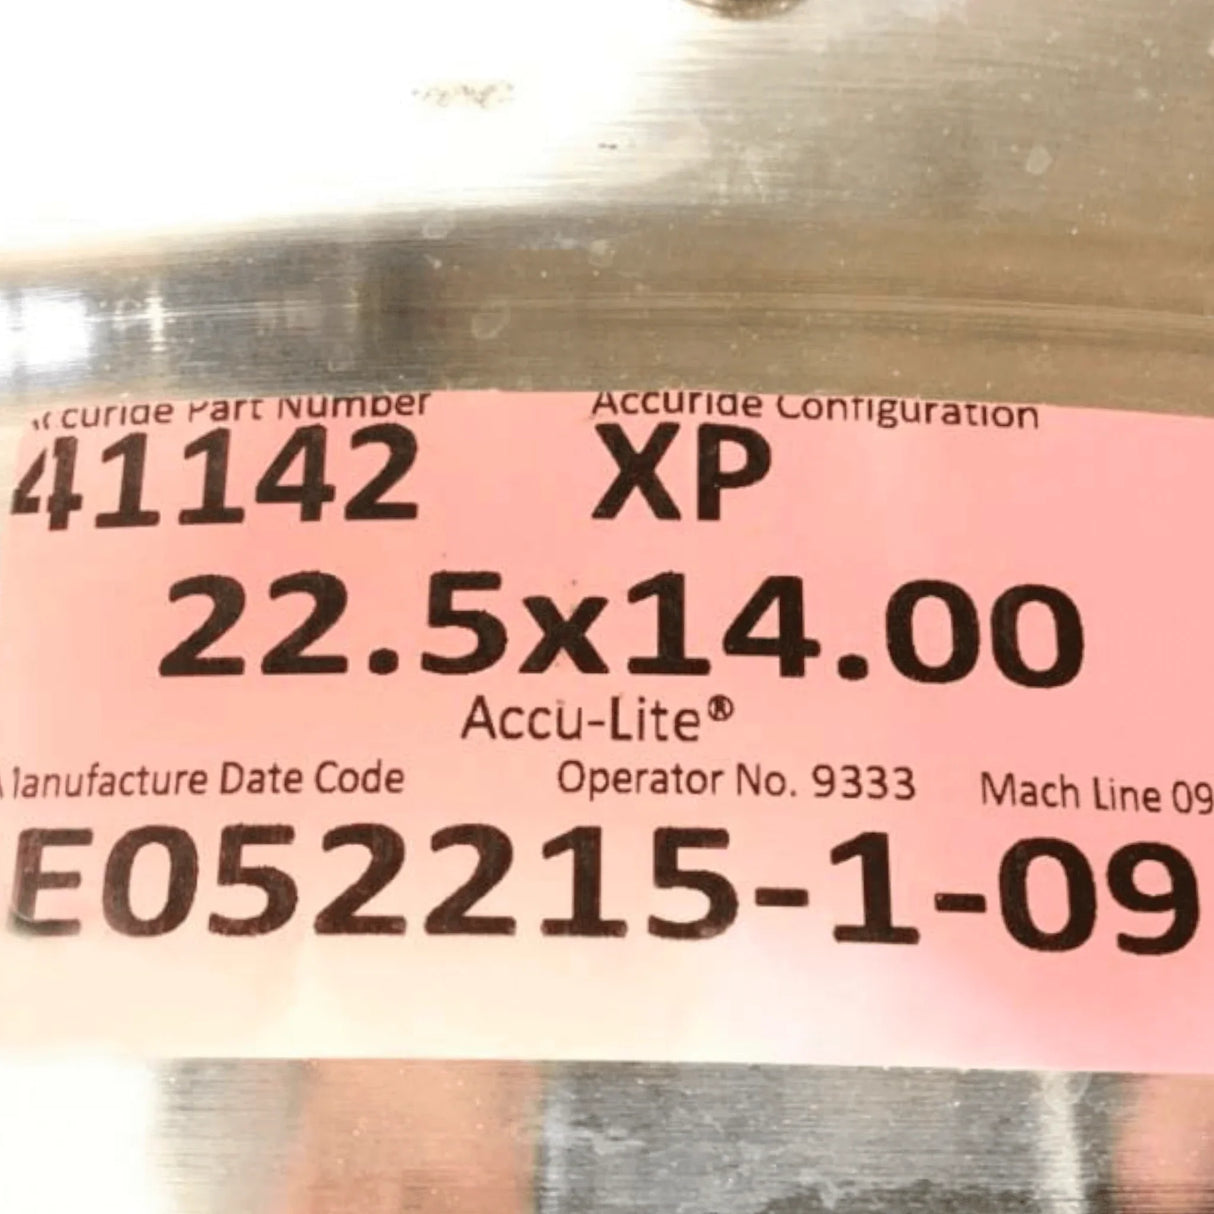 Accuride Part Number Accuride Configuration
41142 XP
22.5x14.00
Accu-Lite®
Manufacture Date Code Operator No. 9333 Mach Line 09
E052215-1-09